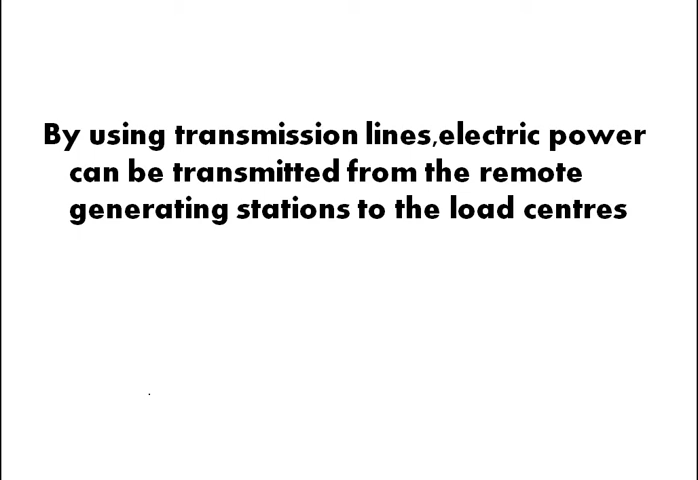 By using transmission lines,electric power
can be transmitted from the remote
generating stations to the load centres